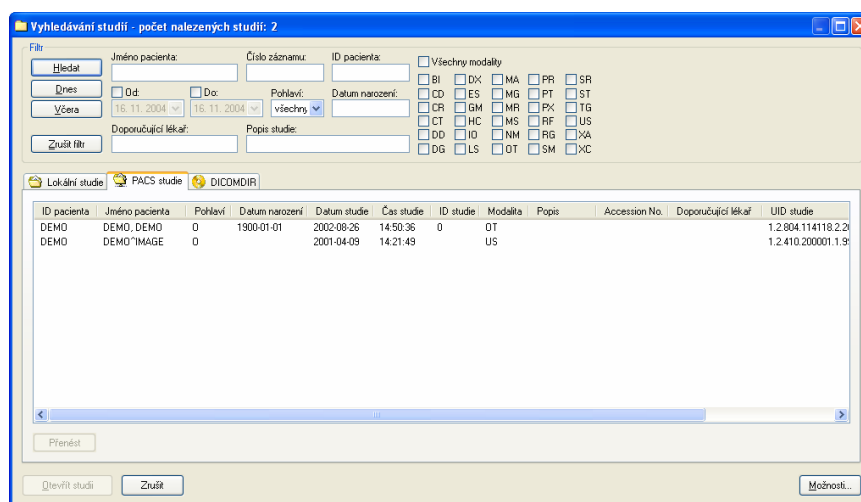 Vyhledávání studií - počet nalezených studií: 2
Filtr
Hledat
Dnes
Včera
Zrušit filtr
Jméno pacienta:
Číslo záznamu:
ID pacienta:
Od:
Do:
Pohlaví:
Datum narození:
16. 11. 2004
16. 11. 2004
všechny
Doporučující lékař:
Popis studie:
Všechny modality
BI DX MA PR SR
CD ES MG PT ST
CR GM MR PX TG
CT HC MS RF US
DD IO NM RG XA
DG LS OT SM XC
Lokální studie PACS studie DICOMDIR
ID pacienta Jméno pacienta Pohlaví Datum narození Datum studie Čas studie ID studie Modalita Popis Accession No. Doporučující lékař UID studie
DEMO DEMO, DEMO O 1900-01-01 2002-08-26 14:50:36 0 OT 1.2.804.114118.2.20
DEMO DEMO^IMAGE O 2001-04-09 14:21:49 US 1.2.410.200001.1.99
Přenést
Otevřít studii Zrušit Možnosti...